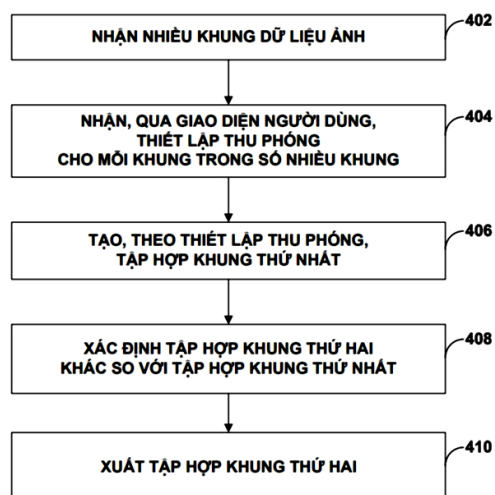 402
NHẬN NHIỀU KHUNG DỮ LIỆU ẢNH
404
NHẬN, QUA GIAO DIỆN NGƯỜI DÙNG,
THIẾT LẬP THU PHÓNG
CHO MỖI KHUNG TRONG SỐ NHIỀU KHUNG
406
TẠO, THEO THIẾT LẬP THU PHÓNG,
TẬP HỢP KHUNG THỨ NHẤT
408
XÁC ĐỊNH TẬP HỢP KHUNG THỨ HAI
KHÁC SO VỚI TẬP HỢP KHUNG THỨ NHẤT
410
XUẤT TẬP HỢP KHUNG THỨ HAI